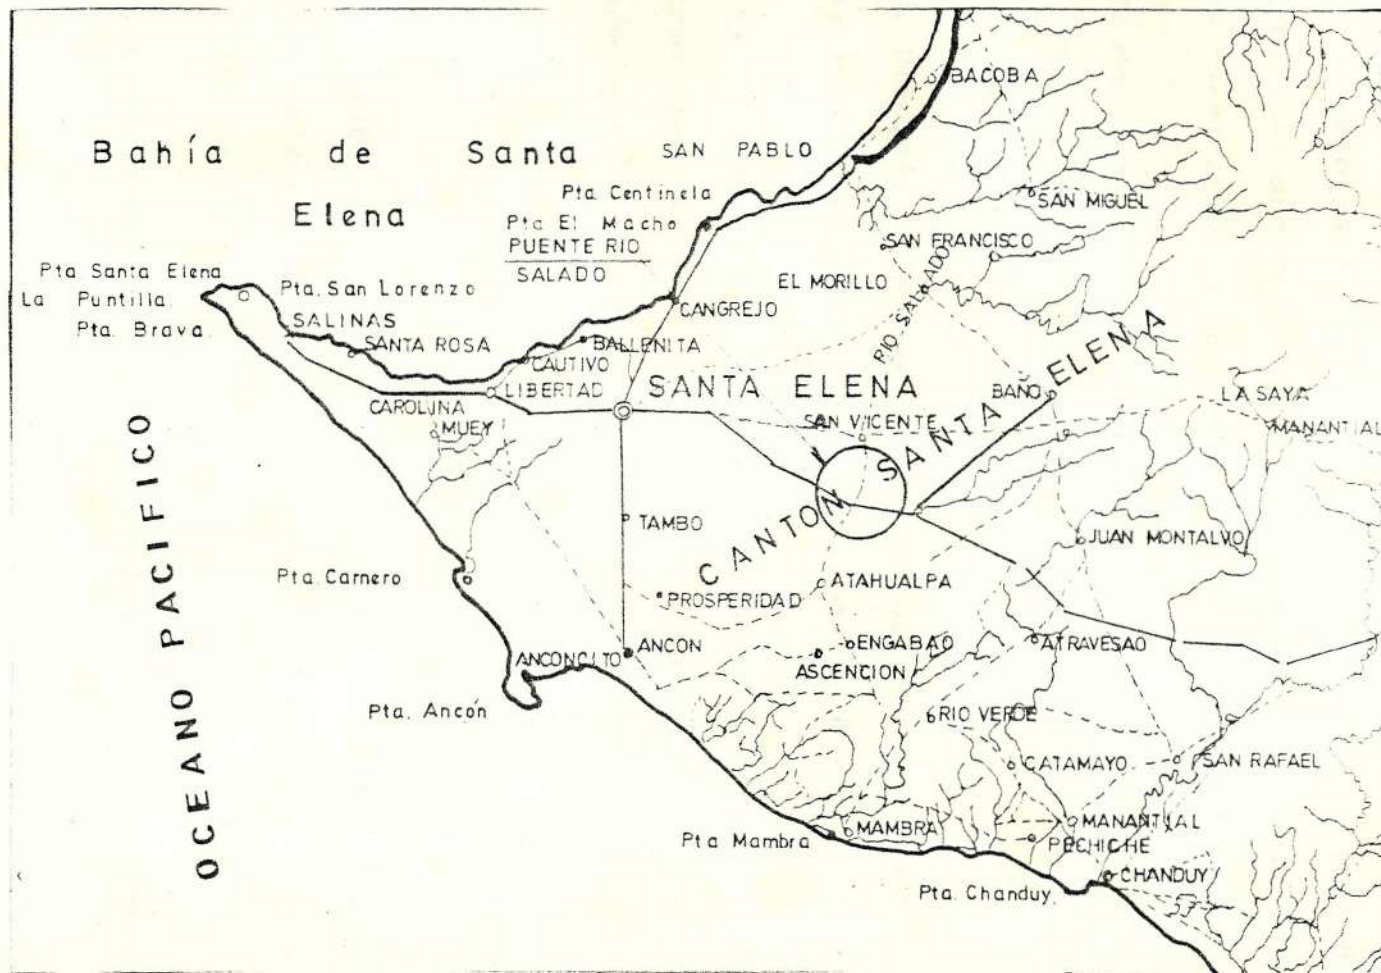 BACOBA
Bahía de Santa
Elena
SAN PABLO
Pta. Centinela
Pta El Macho
PUENTE RIO
SALADO
SAN MIGUEL
SAN FRANCISCO
Pta Santa Elena
La Puntilla
Pta. Brava
Pta. San Lorenzo
SALINAS
EL MORILLO
RIO SALADO
CANGREJO
SANTA ROSA
BALLENITA
CAUTIVO
LIBERTAD
SANTA ELENA
BAÑO
LA SAYA
CAROLINA
MUEY
SAN VICENTE
MANANTIAL
CANTON SANTA ELENA
OCEANO PACIFICO
TAMBO
JUAN MONTALVO
Pta. Carnero
PROSPERIDAD
ATAHUALPA
ANCONCITO
ANCON
ENGABAO
ASCENCION
ATRAVESAO
Pta. Ancón
RIO VERDE
CATAMAYO
SAN RAFAEL
Pta Mambra
MAMBRA
MANANTIAL
PECHICHE
CHANDUY
Pta. Chanduy